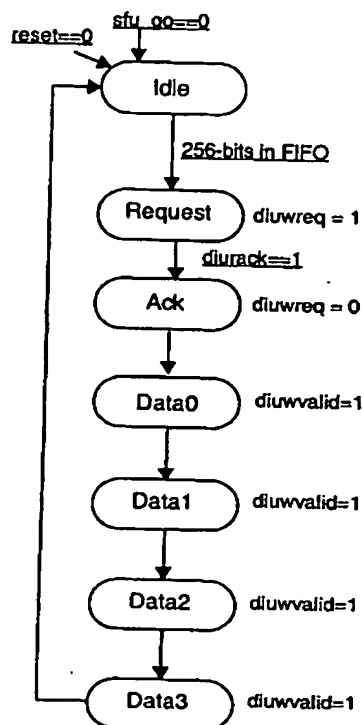 sfu_go==0
reset==0
Idle
256-bits in FIFO
Request
diuwreq = 1
diurack==1
Ack
diuwreq = 0
Data0
diuwvalid=1
Data1
diuwvalid=1
Data2
diuwvalid=1
Data3
diuwvalid=1